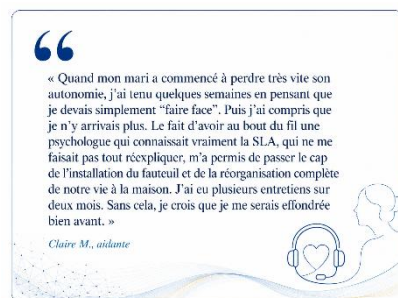 « Quand mon mari a commencé à perdre très vite son
autonomie, j'ai tenu quelques semaines en pensant que
je devais simplement “faire face”. Puis j'ai compris que
je n'y arrivais plus. Le fait d'avoir au bout du fil une
psychologue qui connaissait vraiment la SLA, qui ne me
faisait pas tout réexpliquer, m'a permis de passer le cap
de l'installation du fauteuil et de la réorganisation complète
de notre vie à la maison. J'ai eu plusieurs entretiens sur
deux mois. Sans cela, je crois que je me serais effondrée
bien avant. »
Claire M., aidante